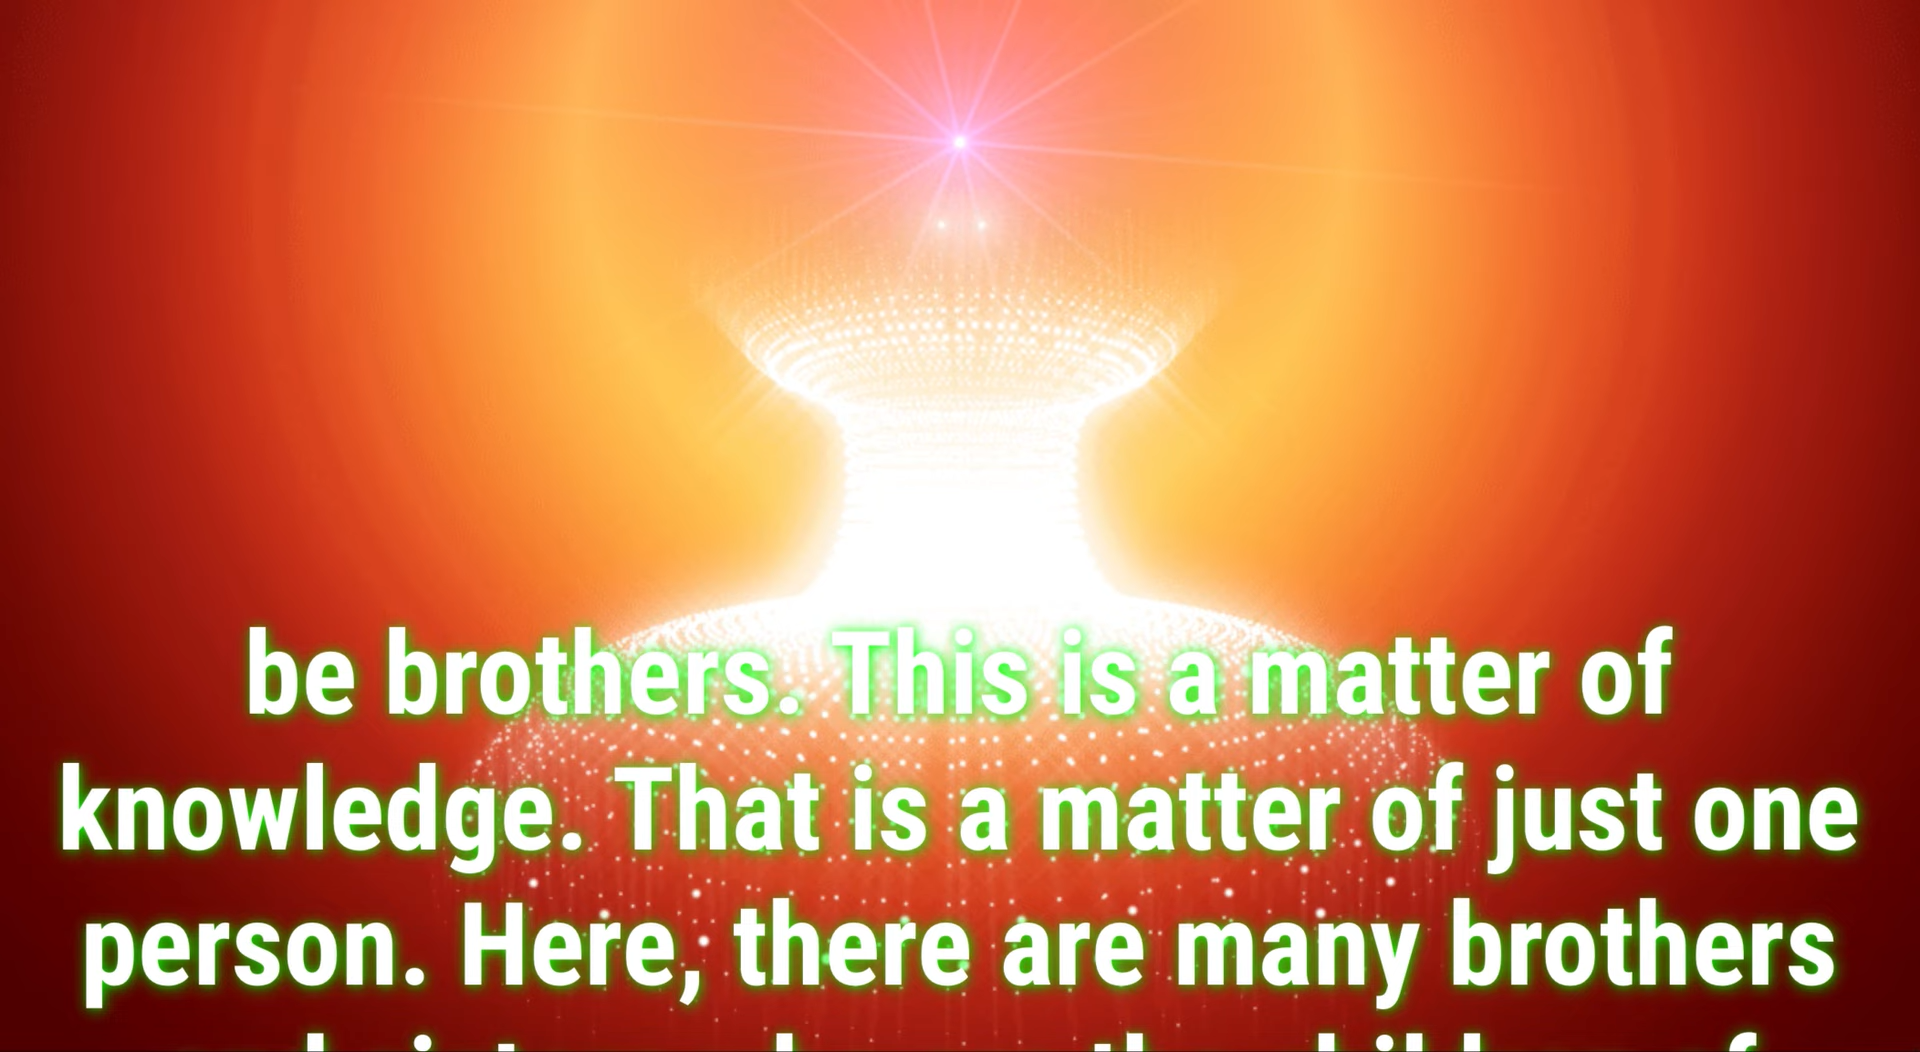 be brothers. This is a matter of
knowledge. That is a matter of just one
person. Here, there are many brothers